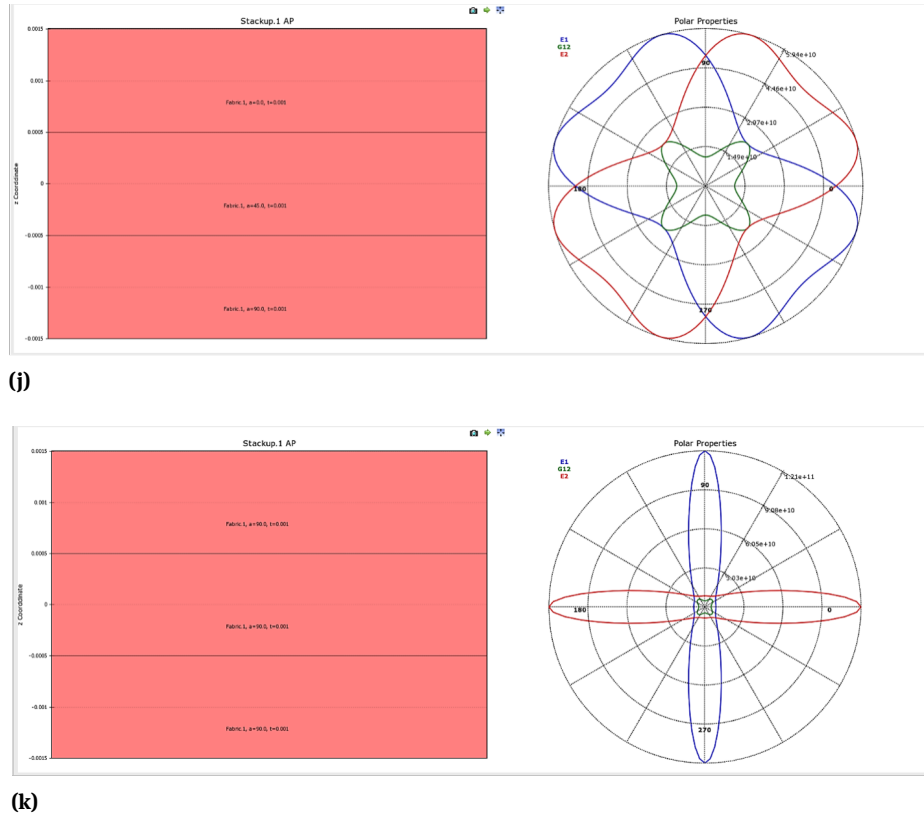 Stackup.1 AP
0.0015
0.001
0.0005
0
-0.0005
-0.001
-0.0015
z Coordinate
Fabric.1, a=0.0, t=0.001
Fabric.1, a=45.0, t=0.001
Fabric.1, a=90.0, t=0.001
Polar Properties
E1
G12
E2
5.94e+10
4.46e+10
2.97e+10
1.49e+10
90
180
0
270
(j)
Stackup.1 AP
0.0015
0.001
0.0005
0
-0.0005
-0.001
-0.0015
z Coordinate
Fabric.1, a=90.0, t=0.001
Fabric.1, a=90.0, t=0.001
Fabric.1, a=90.0, t=0.001
Polar Properties
E1
G12
E2
1.21e+11
9.08e+10
6.05e+10
3.03e+10
90
180
0
270
(k)